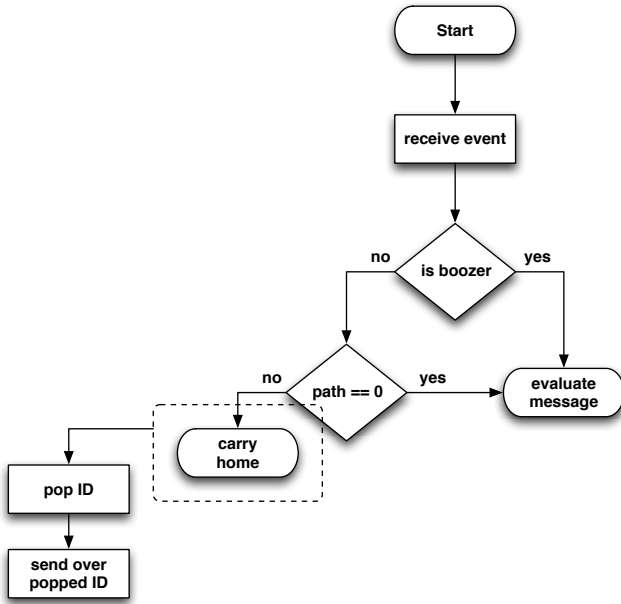 Start
receive event
no
is boozer
yes
no
path == 0
yes
evaluate
message
carry
home
pop ID
send over
popped ID